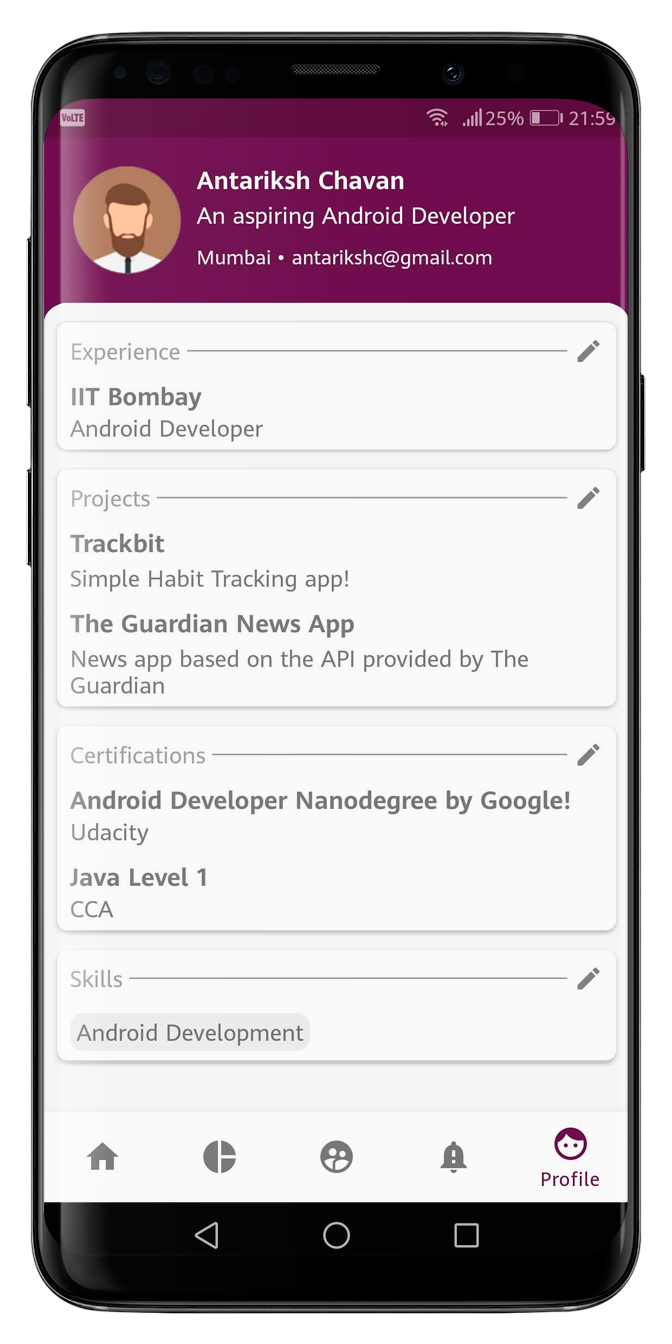 VoLTE 25% 21:59
Antariksh Chavan
An aspiring Android Developer
Mumbai • antarikshc@gmail.com
Experience
IIT Bombay
Android Developer
Projects
Trackbit
Simple Habit Tracking app!
The Guardian News App
News app based on the API provided by The
Guardian
Certifications
Android Developer Nanodegree by Google!
Udacity
Java Level 1
CCA
Skills
Android Development
Profile